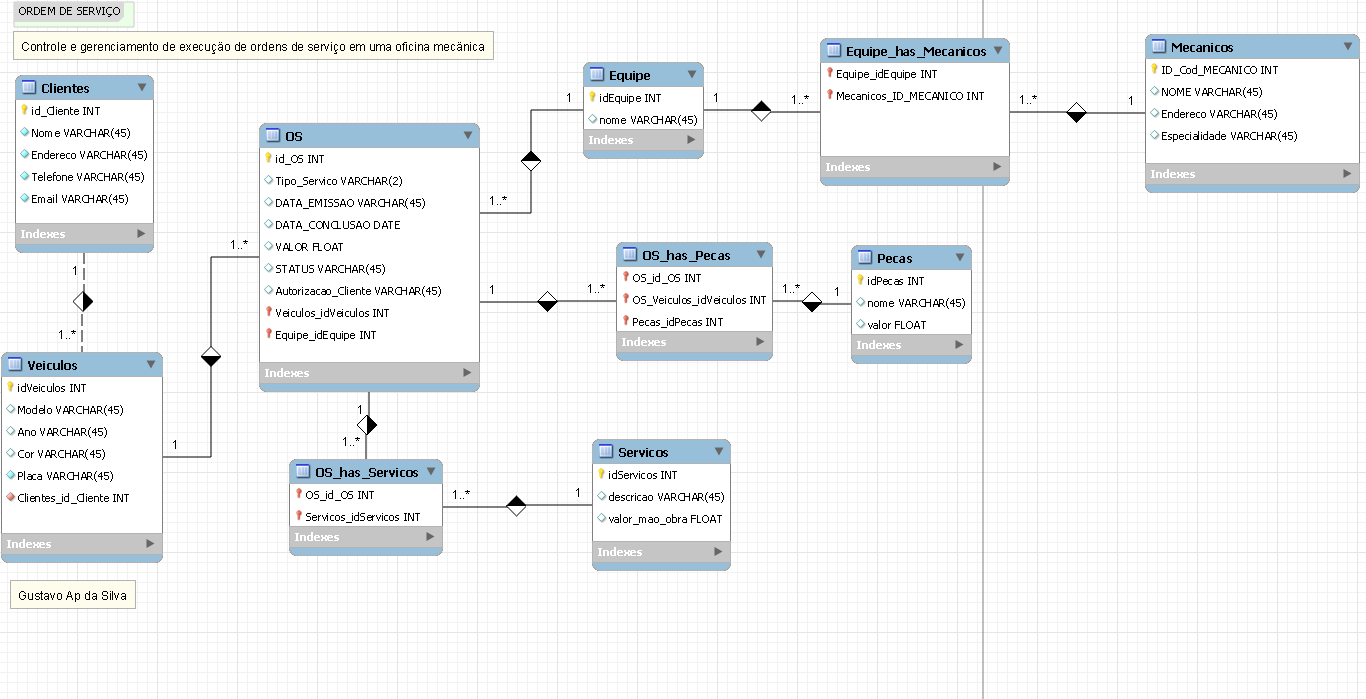 ORDEM DE SERVIÇO
Controle e gerenciamento de execução de ordens de serviço em uma oficina mecânica
Clientes
id_Cliente INT
Nome VARCHAR(45)
Endereco VARCHAR(45)
Telefone VARCHAR(45)
Email VARCHAR(45)
Indexes
1
1..*
Veiculos
idVeiculos INT
Modelo VARCHAR(45)
Ano VARCHAR(45)
Cor VARCHAR(45)
Placa VARCHAR(45)
Clientes_id_Cliente INT
Indexes
1
1..*
OS
id_OS INT
Tipo_Servico VARCHAR(2)
DATA_EMISSAO VARCHAR(45)
DATA_CONCLUSAO DATE
VALOR FLOAT
STATUS VARCHAR(45)
Autorizacao_Cliente VARCHAR(45)
Veiculos_idVeiculos INT
Equipe_idEquipe INT
Indexes
1..*
1
Equipe
idEquipe INT
nome VARCHAR(45)
Indexes
1
1..*
Equipe_has_Mecanicos
Equipe_idEquipe INT
Mecanicos_ID_MECANICO INT
Indexes
1..*
1
Mecanicos
ID_Cod_MECANICO INT
NOME VARCHAR(45)
Endereco VARCHAR(45)
Especialidade VARCHAR(45)
Indexes
1
1..*
OS_has_Pecas
OS_id_OS INT
OS_Veiculos_idVeiculos INT
Pecas_idPecas INT
Indexes
1..*
1
Pecas
idPecas INT
nome VARCHAR(45)
valor FLOAT
Indexes
1
1..*
OS_has_Servicos
OS_id_OS INT
Servicos_idServicos INT
Indexes
1..*
1
Servicos
idServicos INT
descricao VARCHAR(45)
valor_mao_obra FLOAT
Indexes
Gustavo Ap da Silva